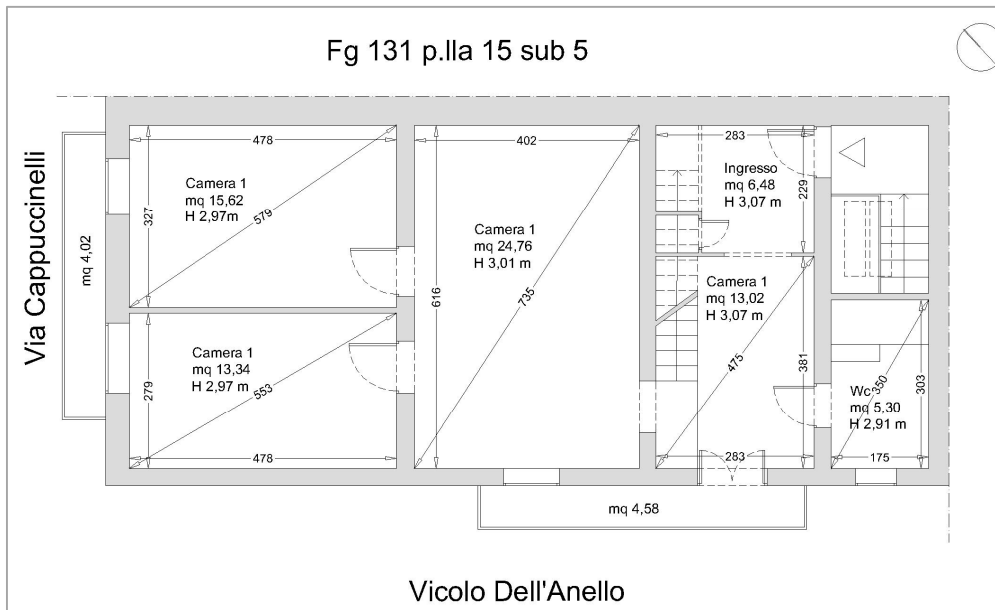 Fg 131 p.lla 15 sub 5
Via Cappuccinelli
mq 4,02
478
327
579
Camera 1
mq 15,62
H 2,97m
402
616
735
Camera 1
mq 24,76
H 3,01 m
283
229
Ingresso
mq 6,48
H 3,07 m
Camera 1
mq 13,02
H 3,07 m
475
381
283
Camera 1
mq 13,34
H 2,97 m
279
553
478
Wc
mq 5,30
H 2,91 m
350
303
175
mq 4,58
Vicolo Dell'Anello